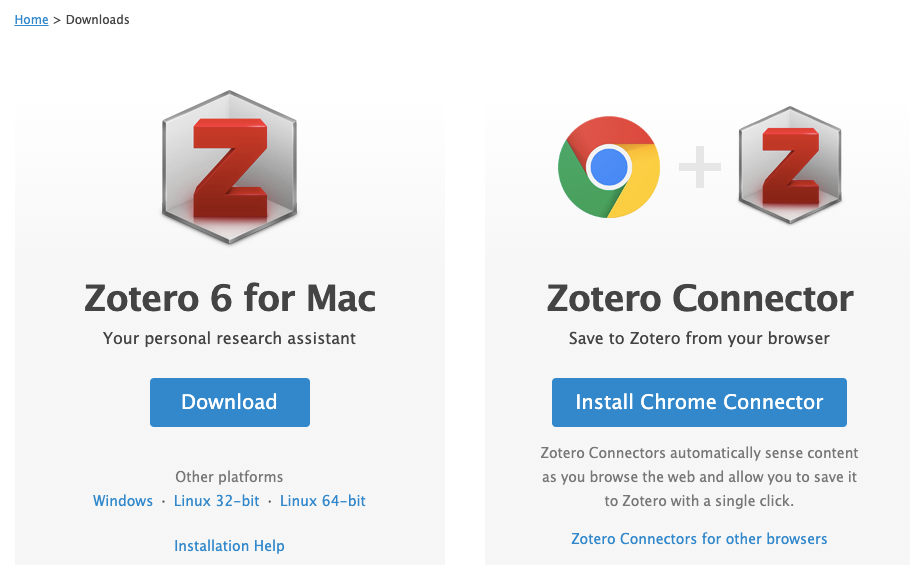 Home > Downloads
Z
Zotero 6 for Mac
Your personal research assistant
Download
Other platforms
Windows · Linux 32-bit · Linux 64-bit
Installation Help
Z
Zotero Connector
Save to Zotero from your browser
Install Chrome Connector
Zotero Connectors automatically sense content
as you browse the web and allow you to save it
to Zotero with a single click.
Zotero Connectors for other browsers